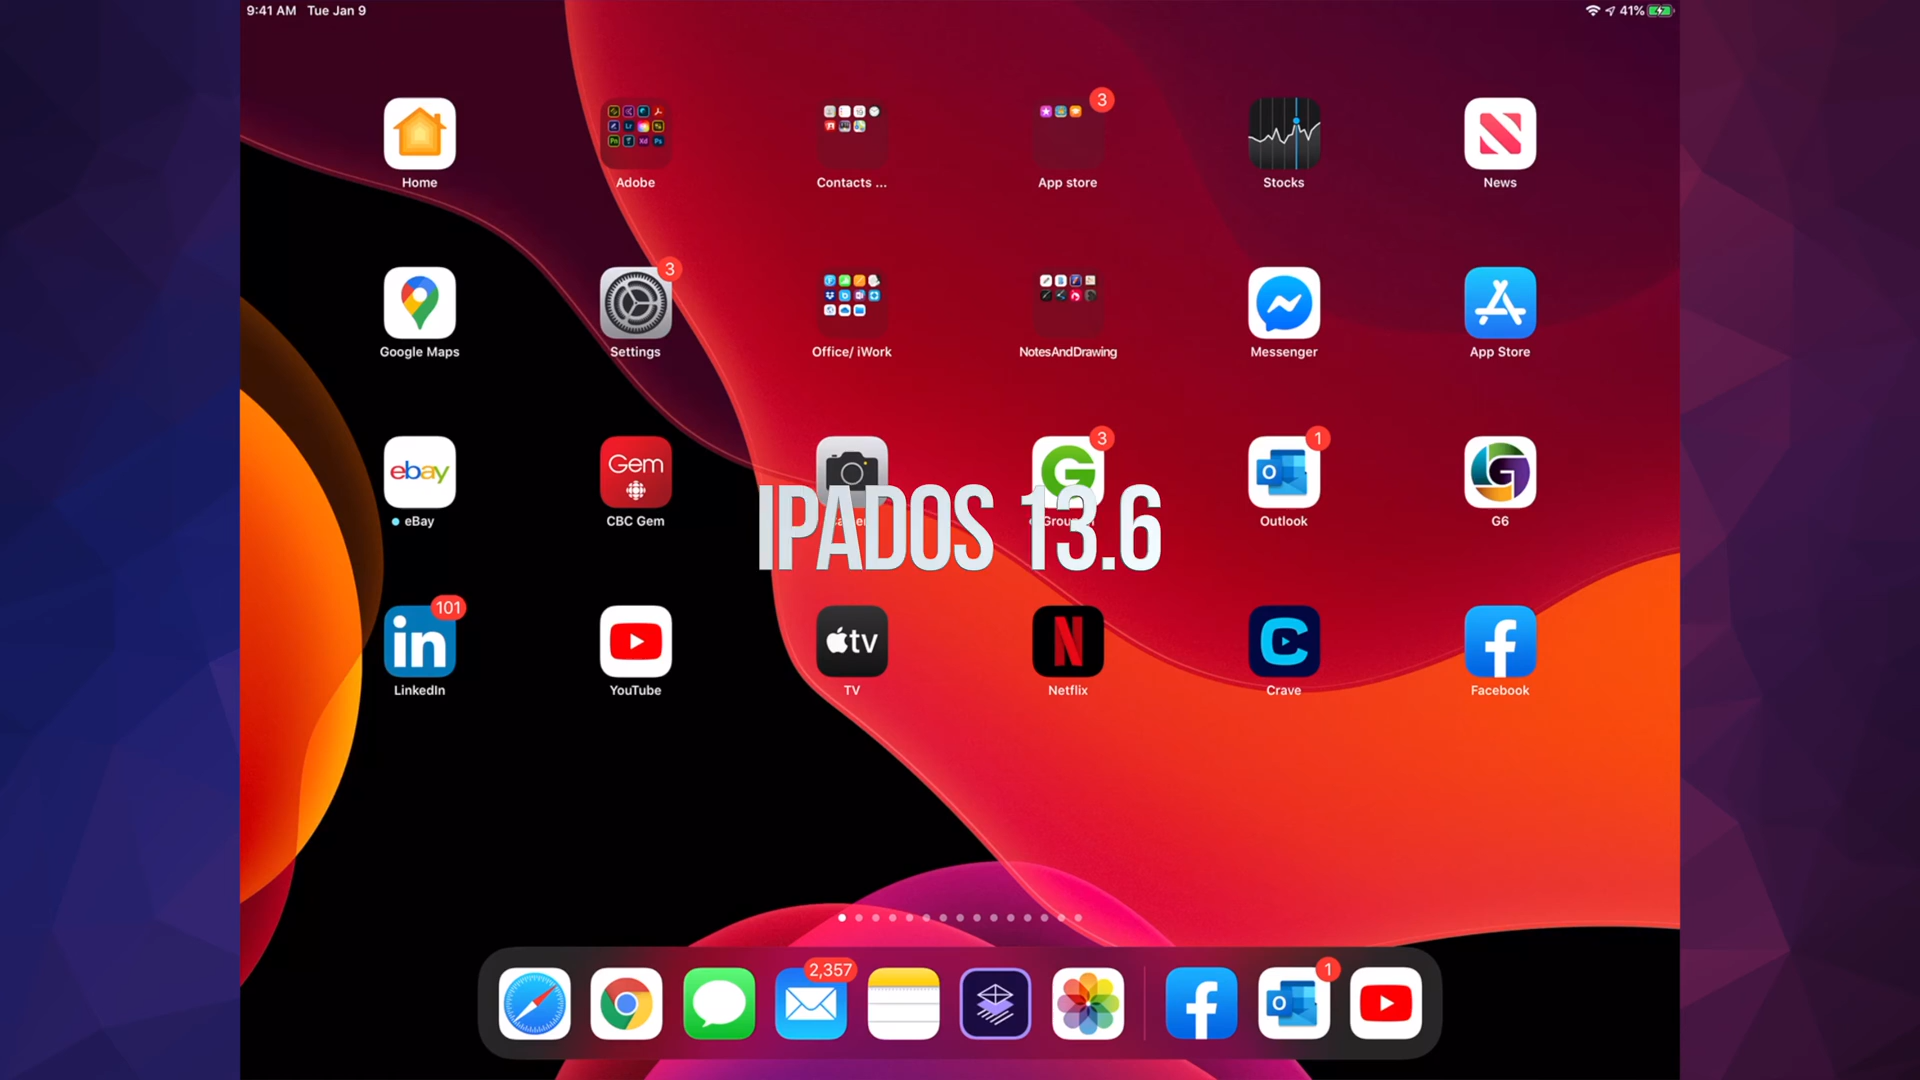 9:41 AM Tue Jan 9
41%
3
Home
Adobe
Contacts ...
App store
Stocks
News
3
Google Maps
Settings
Office/ iWork
NotesAndDrawing
Messenger
App Store
ebay
Gem
3
1
eBay
CBC Gem
Outlook
G6
IPADOS 13.6
101
in
tv
LinkedIn
YouTube
TV
Netflix
Crave
Facebook
2,357
1